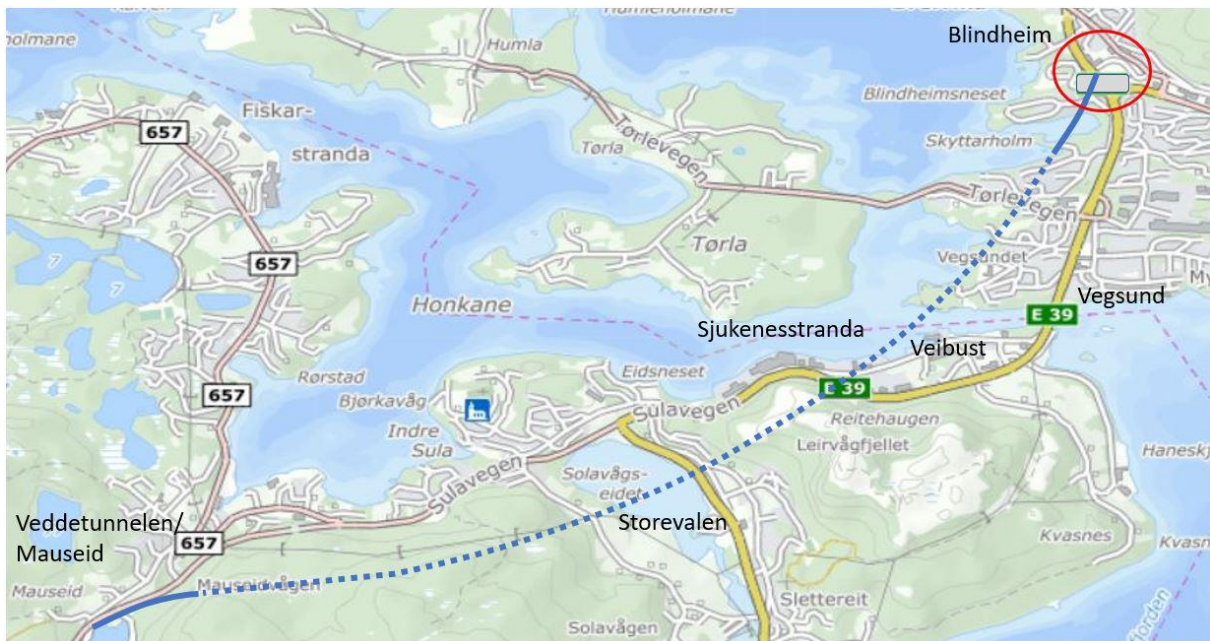 Blindheim
Humla
holmane
Blindheimsneset
Fiskar-
stranda
657
Tørlevegen
Tørla
Skyttarholm
Tørlevegen
7
657
Tørla
Vegsundet
7
Honkane
Vegsund
E 39
Sjukenesstranda
Veibust
Rørstad
Eidsneset
657
Bjørkavåg
E 39
Sulavegen
Reitehaugen
Indre
Sula
Leirvågfjellet
Sulavegen
Solavågs-
eidet
Storevalen
Veddetunnelen/
Mauseid
657
Kvasnes
Mauseid
Mauseidvågen
Slettereit
Solavågen